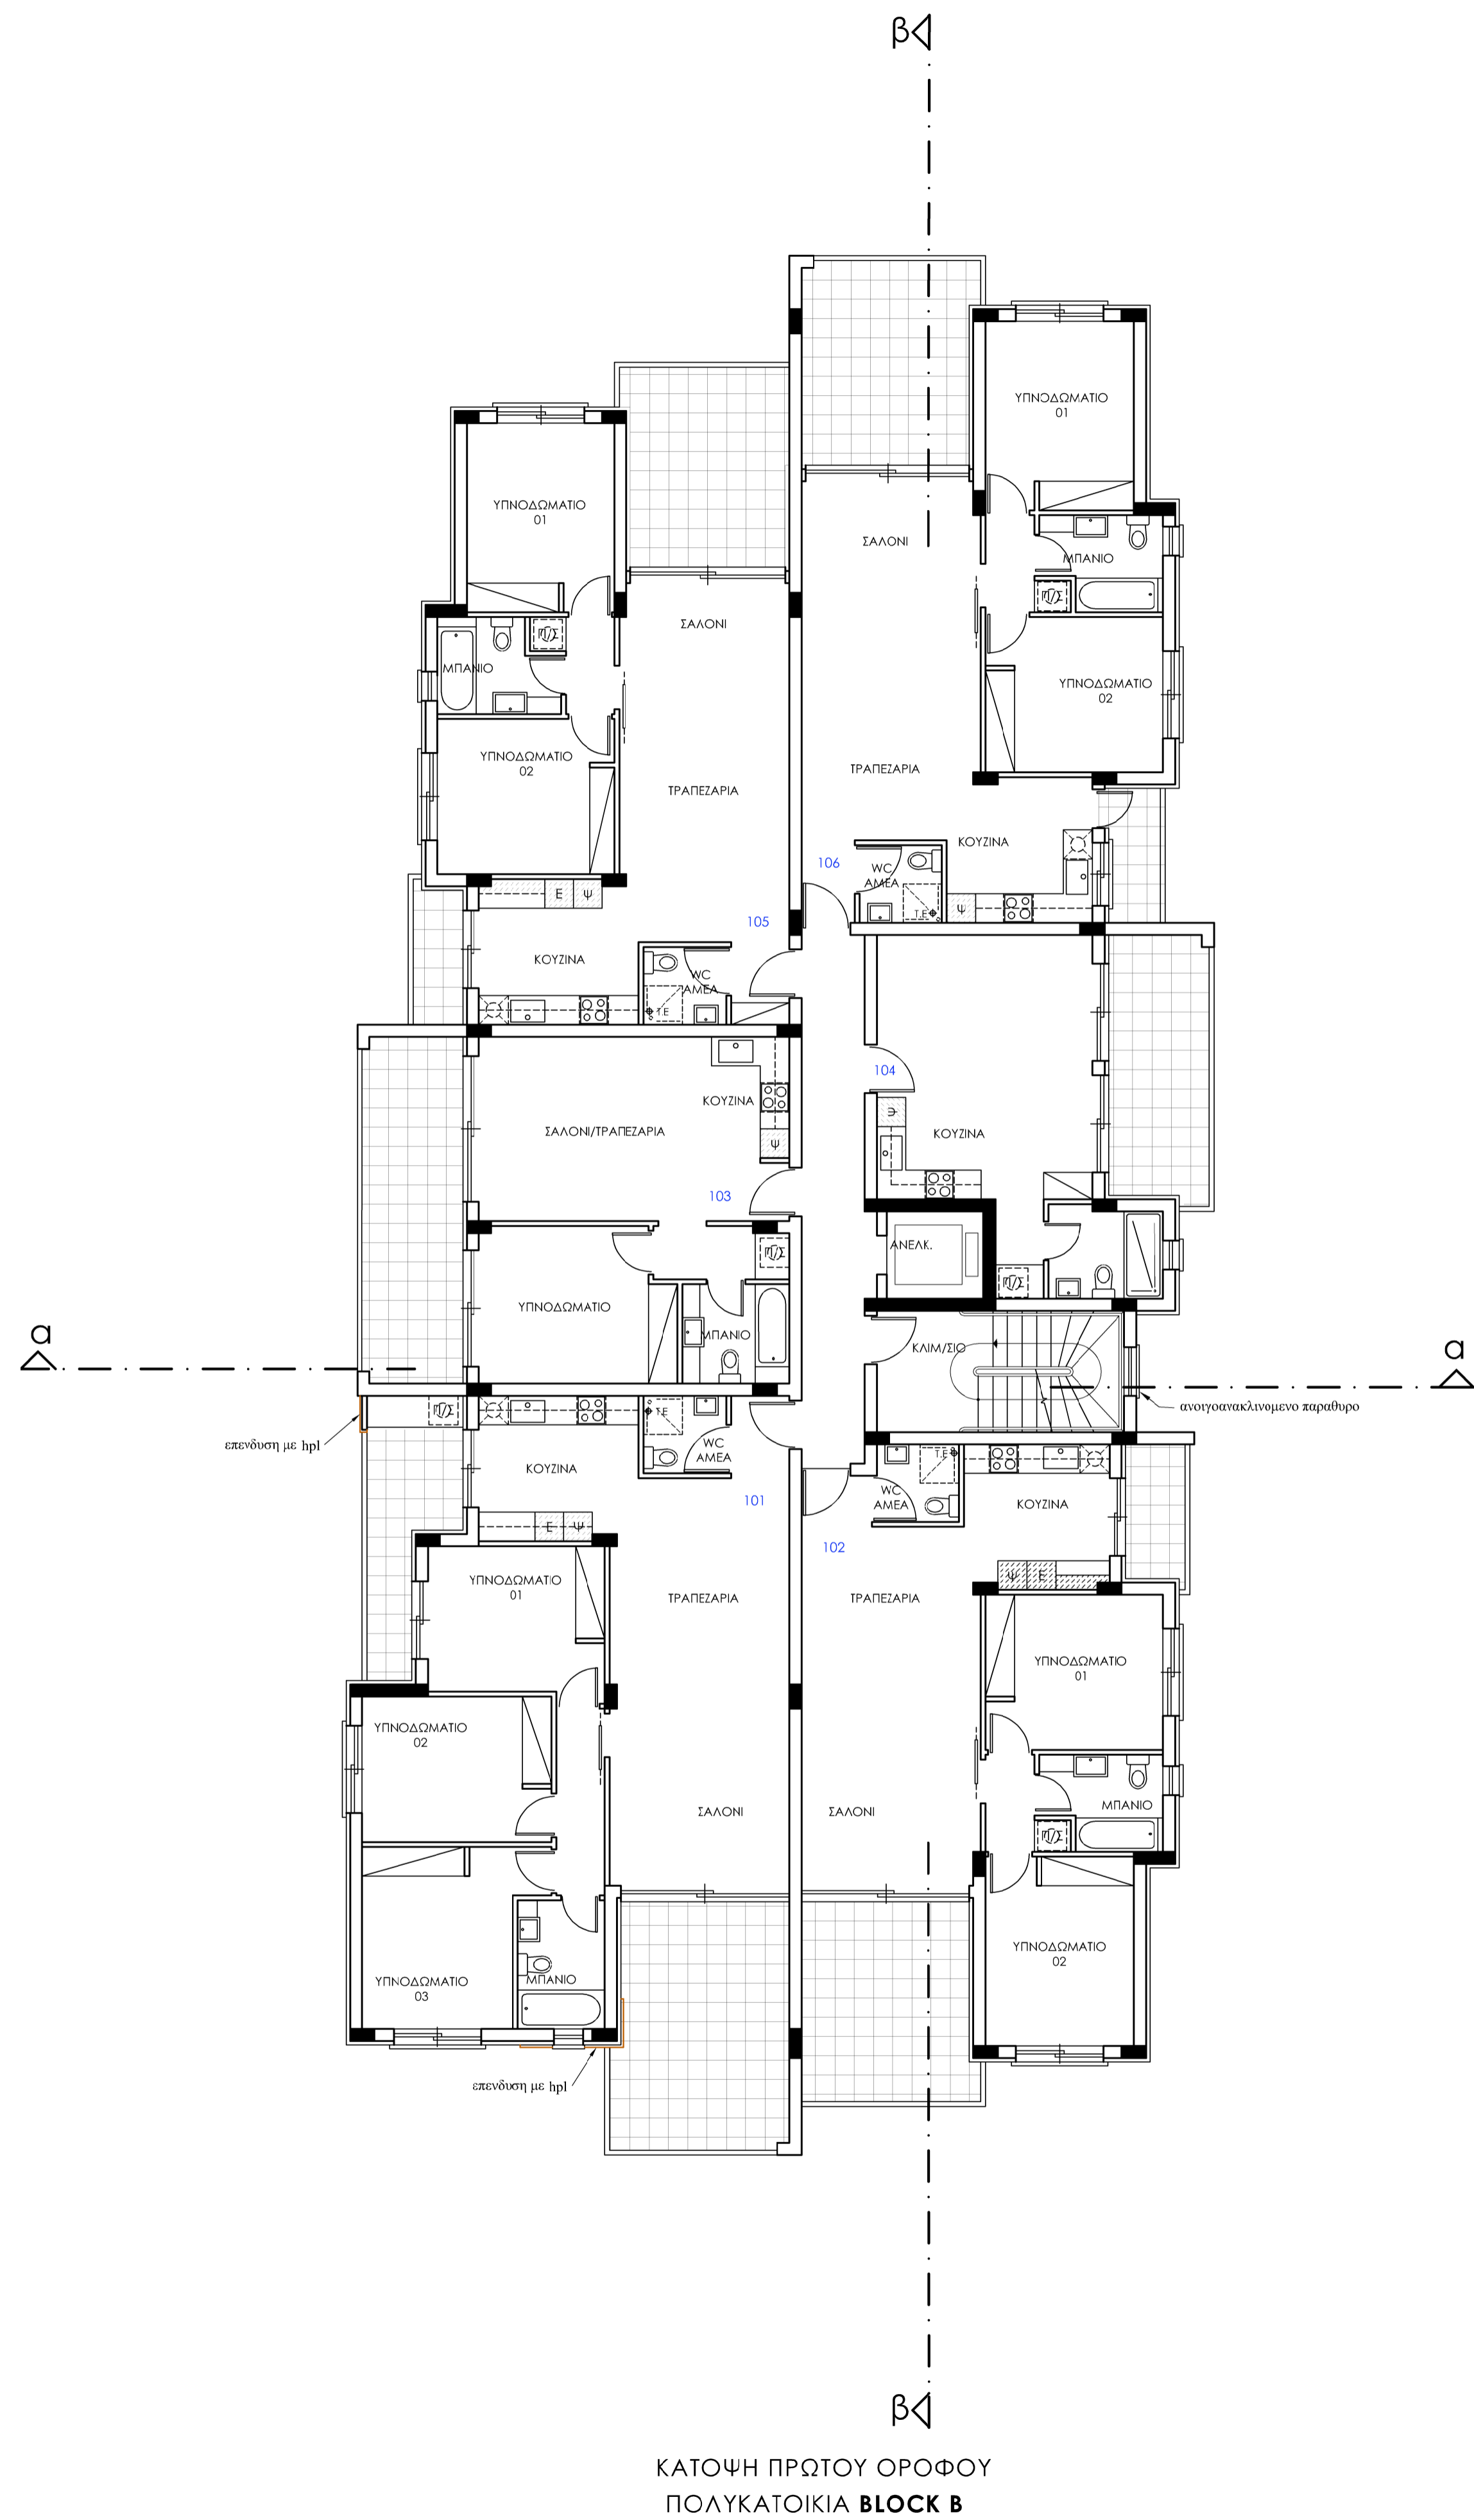 β
ΥΠΝΟΔΩΜΑΤΙΟ
01
ΥΠΝΟΔΩΜΑΤΙΟ
01
ΣΑΛΟΝΙ
ΜΠΑΝΙΟ
Π/Σ
ΣΑΛΟΝΙ
Π/Σ
ΜΠΑΝΙΟ
ΥΠΝΟΔΩΜΑΤΙΟ
02
ΥΠΝΟΔΩΜΑΤΙΟ
02
ΤΡΑΠΕΖΑΡΙΑ
ΤΡΑΠΕΖΑΡΙΑ
ΚΟΥΖΙΝΑ
106
WC
ΑΜΕΑ
Ε Ψ
Τ.Ε
Ψ
105
ΚΟΥΖΙΝΑ
WC
ΑΜΕΑ
Τ.Ε
104
ΚΟΥΖΙΝΑ
Ψ
ΣΑΛΟΝΙ/ΤΡΑΠΕΖΑΡΙΑ
ΚΟΥΖΙΝΑ
Ψ
103
ΑΝΕΛΚ.
Π/Σ
Π/Σ
ΥΠΝΟΔΩΜΑΤΙΟ
ΜΠΑΝΙΟ
ΚΛΙΜ/ΣΙΟ
α
α
ανοιγοανακλινομενο παραθυρο
Π/Σ
Τ.Ε
επενδυση με hpl
WC
ΑΜΕΑ
Τ.Ε
ΚΟΥΖΙΝΑ
101
WC
ΑΜΕΑ
ΚΟΥΖΙΝΑ
Ε Ψ
102
Ψ Ε
ΥΠΝΟΔΩΜΑΤΙΟ
01
ΤΡΑΠΕΖΑΡΙΑ
ΤΡΑΠΕΖΑΡΙΑ
ΥΠΝΟΔΩΜΑΤΙΟ
01
ΥΠΝΟΔΩΜΑΤΙΟ
02
ΣΑΛΟΝΙ
ΣΑΛΟΝΙ
ΜΠΑΝΙΟ
Π/Σ
ΥΠΝΟΔΩΜΑΤΙΟ
02
ΥΠΝΟΔΩΜΑΤΙΟ
03
ΜΠΑΝΙΟ
επενδυση με hpl
β
ΚΑΤΟΨΗ ΠΡΩΤΟΥ ΟΡΟΦΟΥ
ΠΟΛΥΚΑΤΟΙΚΙΑ BLOCK B